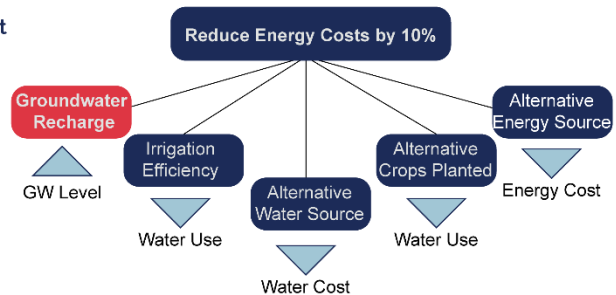 t
Reduce Energy Costs by 10%
Groundwater
Recharge
GW Level
Irrigation
Efficiency
Water Use
Alternative
Water Source
Water Cost
Alternative
Crops Planted
Water Use
Alternative
Energy Source
Energy Cost